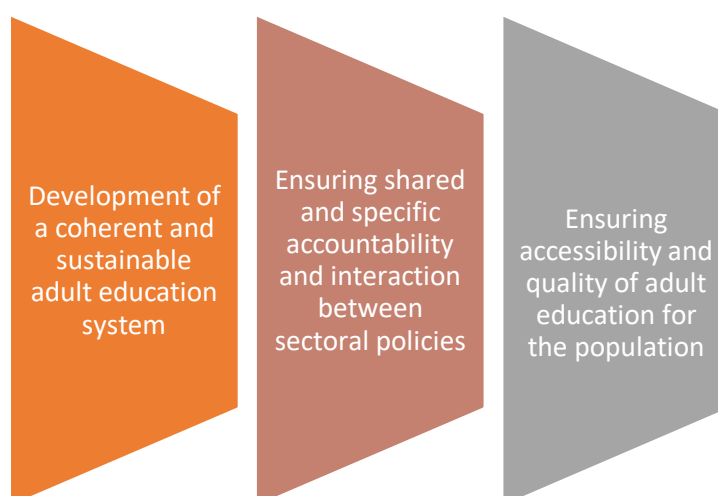 Development of
a coherent and
sustainable
adult education
system
Ensuring shared
and specific
accountability
and interaction
between
sectoral policies
Ensuring
accessibility and
quality of adult
education for
the population